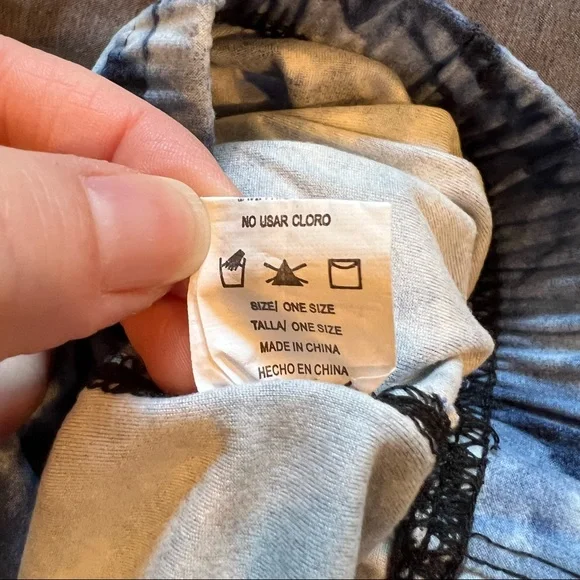 NO USAR CLORO
SIZE/ ONE SIZE
TALLA/ ONE SIZE
MADE IN CHINA
HECHO EN CHINA